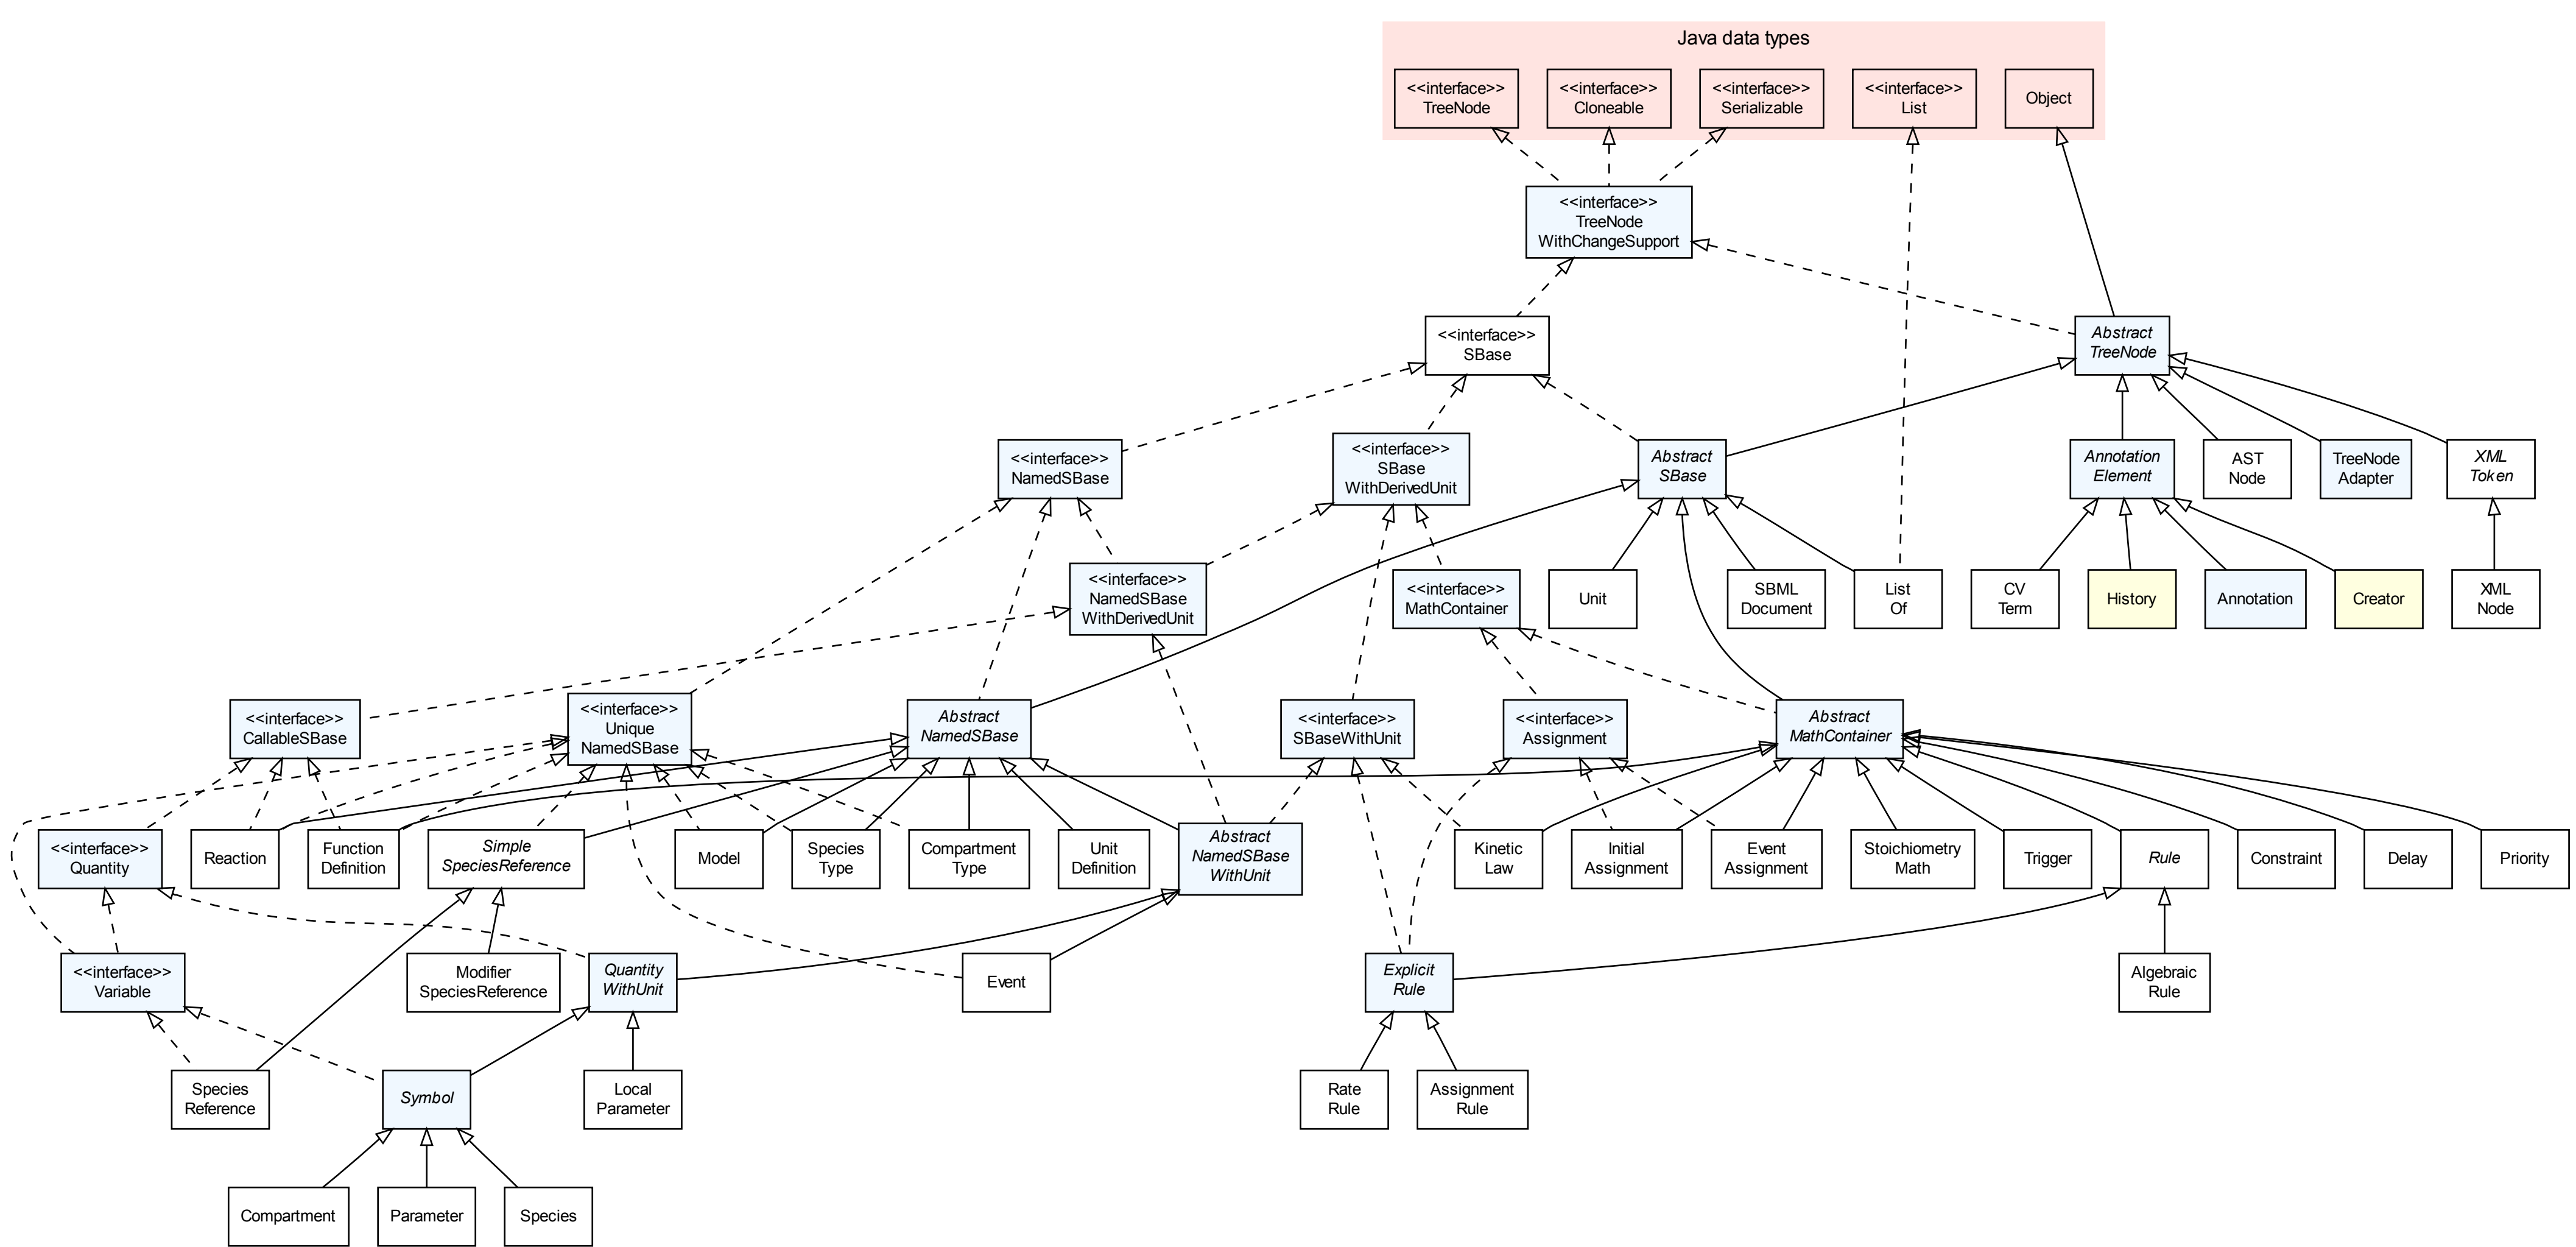 Java data types
<<interface>>
TreeNode
<<interface>>
Cloneable
<<interface>>
Serializable
<<interface>>
List
Object
<<interface>>
TreeNode
WithChangeSupport
<<interface>>
SBase
Abstract
TreeNode
<<interface>>
NamedSBase
<<interface>>
SBase
WithDerivedUnit
Abstract
SBase
Annotation
Element
AST
Node
TreeNode
Adapter
XML
Token
<<interface>>
NamedSBase
WithDerivedUnit
<<interface>>
MathContainer
Unit
SBML
Document
List
Of
CV
Term
History
Annotation
Creator
XML
Node
<<interface>>
CallableSBase
<<interface>>
Unique
NamedSBase
Abstract
NamedSBase
<<interface>>
SBaseWithUnit
<<interface>>
Assignment
Abstract
MathContainer
<<interface>>
Quantity
Reaction
Function
Definition
Simple
SpeciesReference
Model
Species
Type
Compartment
Type
Unit
Definition
Abstract
NamedSBase
WithUnit
Kinetic
Law
Initial
Assignment
Event
Assignment
Stoichiometry
Math
Trigger
Rule
Constraint
Delay
Priority
<<interface>>
Variable
Modifier
SpeciesReference
Quantity
WithUnit
Event
Explicit
Rule
Algebraic
Rule
Species
Reference
Symbol
Local
Parameter
Rate
Rule
Assignment
Rule
Compartment
Parameter
Species